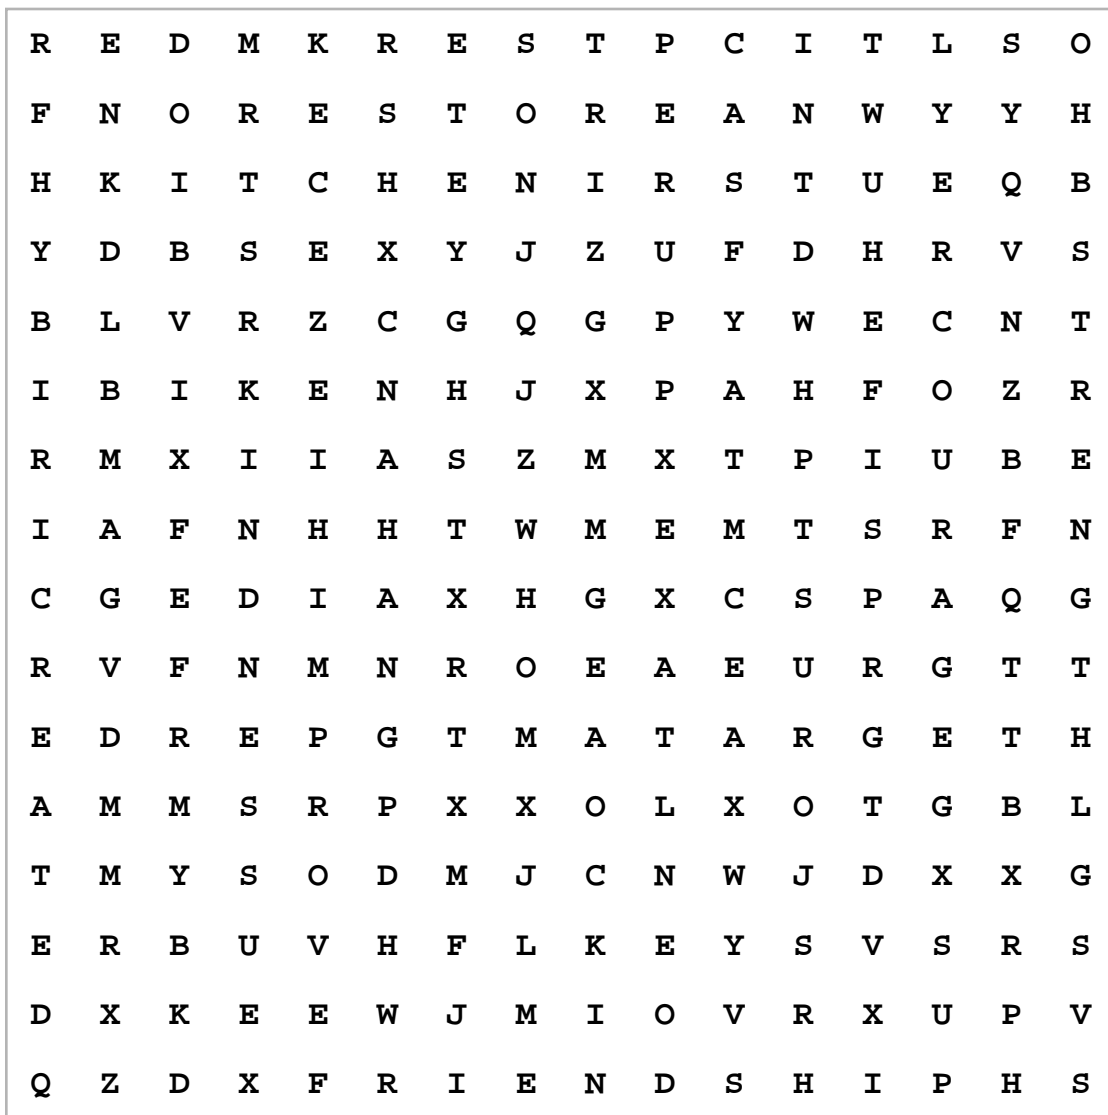 R E D M K R E S T P C I T L S O
F N O R E S T O R E A N W Y Y H
H K I T C H E N I R S T U E Q B
Y D B S E X Y J Z U F D H R V S
B L V R Z C G Q G P Y W E C N T
I B I K E N H J X P A H F O Z R
R M X I I A S Z M X T P I U B E
I A F N H H T W M E M T S R F N
C G E D I A X H G X C S P A Q G
R V F N M N R O E A E U R G T T
E D R E P G T M A T A R G E T H
A M M S R P X X O L X O T G B L
T M Y S O D M J C N W J D X X G
E R B U V H F L K E Y S V S R S
D X K E E W J M I O V R X U P V
Q Z D X F R I E N D S H I P H S